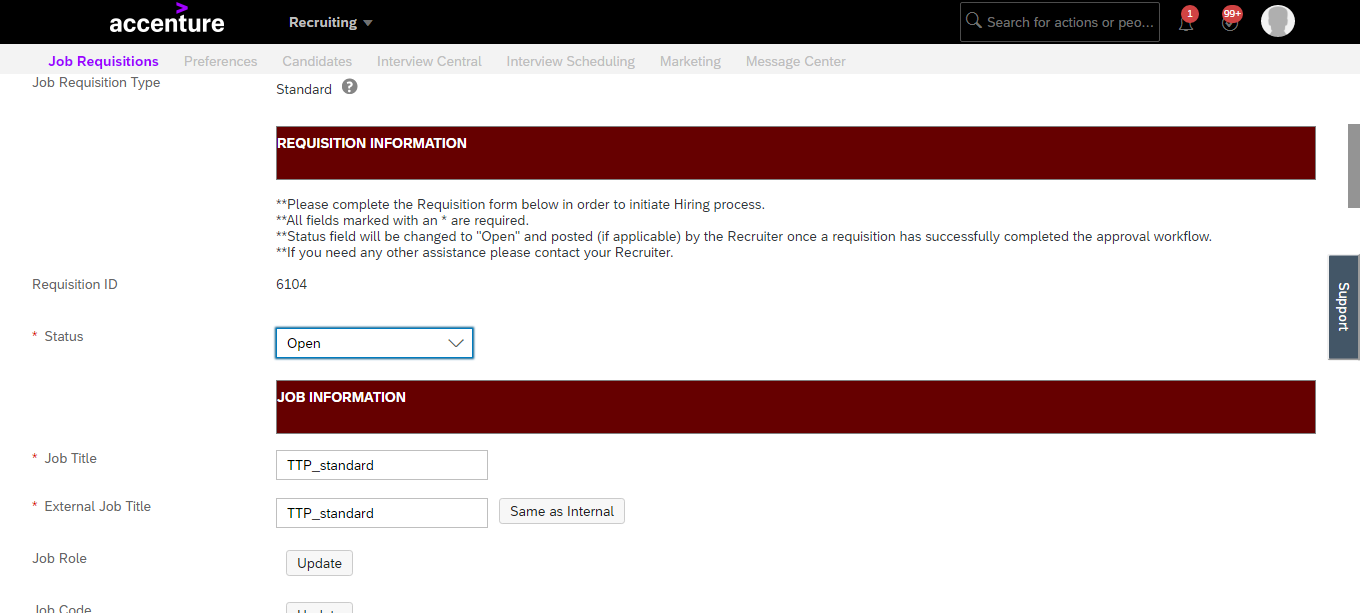 accenture
Recruiting
Search for actions or peo...
1
99+
Job Requisitions
Preferences
Candidates
Interview Central
Interview Scheduling
Marketing
Message Center
Job Requisition Type
Standard
?
REQUISITION INFORMATION
**Please complete the Requisition form below in order to initiate Hiring process.
**All fields marked with an * are required.
**Status field will be changed to "Open" and posted (if applicable) by the Recruiter once a requisition has successfully completed the approval workflow.
**If you need any other assistance please contact your Recruiter.
Requisition ID
6104
* Status
Open
Support
JOB INFORMATION
* Job Title
TTP_standard
* External Job Title
TTP_standard
Same as Internal
Job Role
Update
Job Code
Update